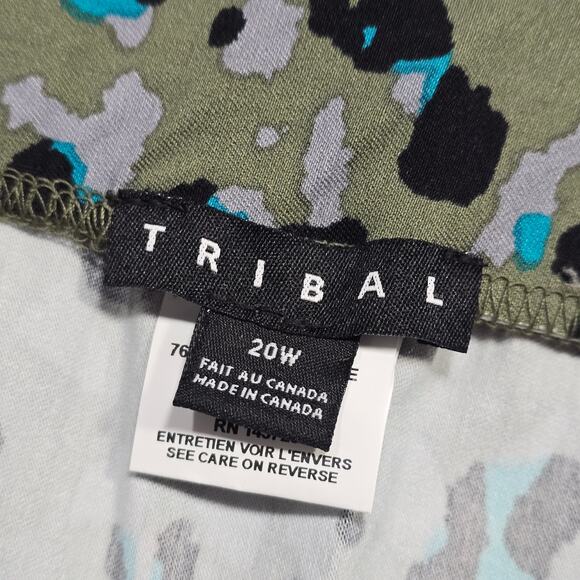 TRIBAL
20W
FAIT AU CANADA
MADE IN CANADA
ENTRETIEN VOIR L'ENVERS
SEE CARE ON REVERSE